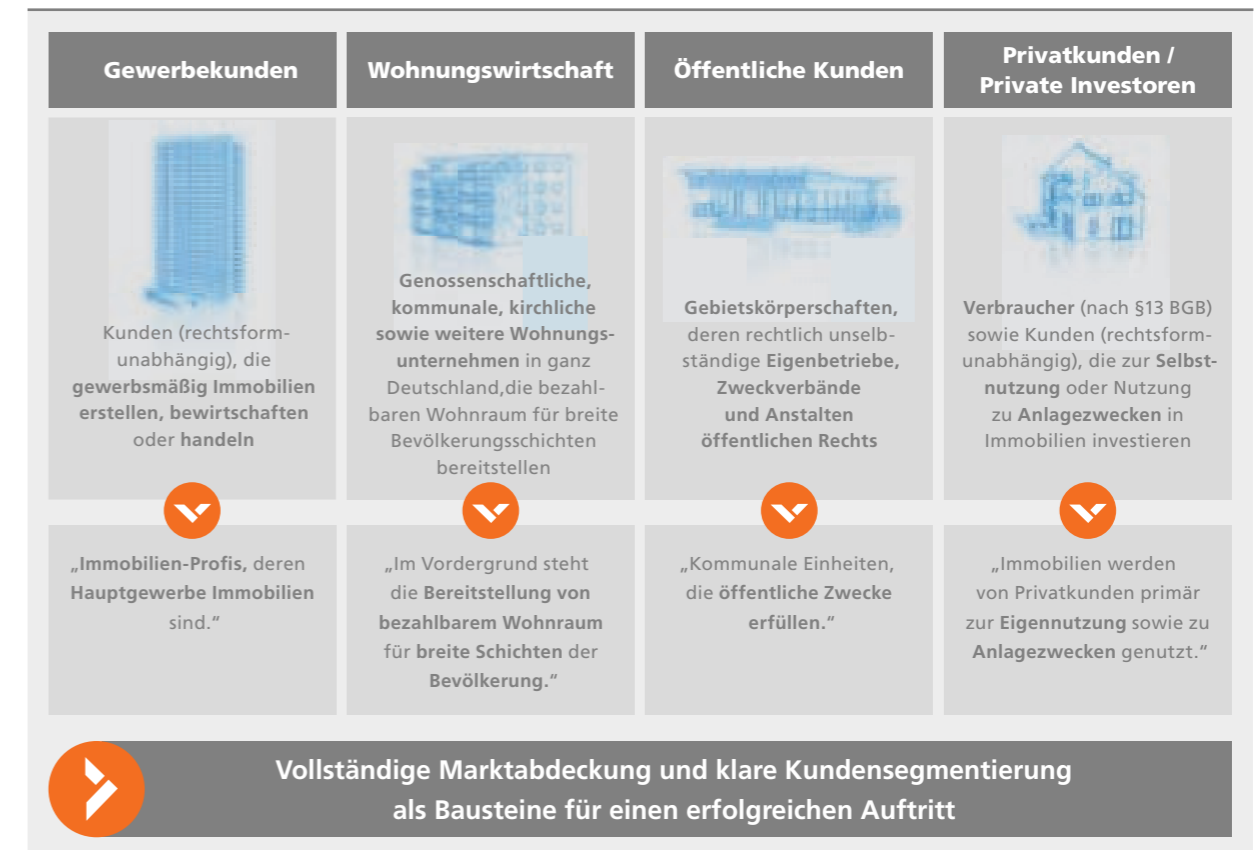 Gewerbekunden
Kunden (rechtsform-
unabhängig), die
gewerbsmäßig Immobilien
erstellen, bewirtschaften
oder handeln
„Immobilien-Profis, deren
Hauptgewerbe Immobilien
sind.“
Wohnungswirtschaft
Genossenschaftliche,
kommunale, kirchliche
sowie weitere Wohnungs-
unternehmen in ganz
Deutschland,die bezahl-
baren Wohnraum für breite
Bevölkerungsschichten
bereitstellen
„Im Vordergrund steht
die Bereitstellung von
bezahlbarem Wohnraum
für breite Schichten der
Bevölkerung.“
Öffentliche Kunden
Gebietskörperschaften,
deren rechtlich unselb-
ständige Eigenbetriebe,
Zweckverbände
und Anstalten
öffentlichen Rechts
„Kommunale Einheiten,
die öffentliche Zwecke
erfüllen.“
Privatkunden /
Private Investoren
Verbraucher (nach §13 BGB)
sowie Kunden (rechtsform-
unabhängig), die zur Selbst-
nutzung oder Nutzung
zu Anlagezwecken in
Immobilien investieren
„Immobilien werden
von Privatkunden primär
zur Eigennutzung sowie zu
Anlagezwecken genutzt.“
Vollständige Marktabdeckung und klare Kundensegmentierung
als Bausteine für einen erfolgreichen Auftritt